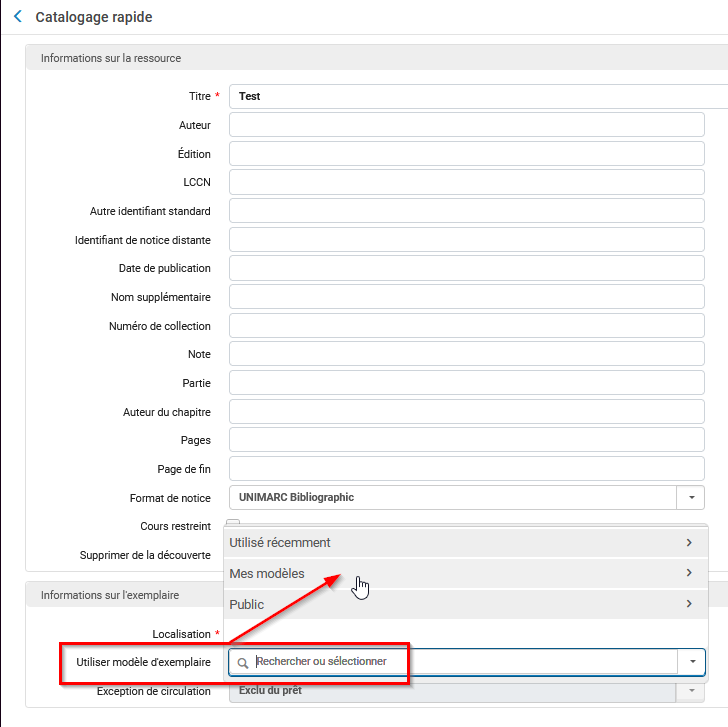 Catalogage rapide
Informations sur la ressource
Titre * Test
Auteur
Édition
LCCN
Autre identifiant standard
Identifiant de notice distante
Date de publication
Nom supplémentaire
Numéro de collection
Note
Partie
Auteur du chapitre
Pages
Page de fin
Format de notice UNIMARC Bibliographic
Cours restreint
Utilisé récemment
Supprimer de la découverte
Mes modèles
Informations sur l'exemplaire
Public
Localisation *
Utiliser modèle d'exemplaire Rechercher ou sélectionner
Exception de circulation Exclu du prêt